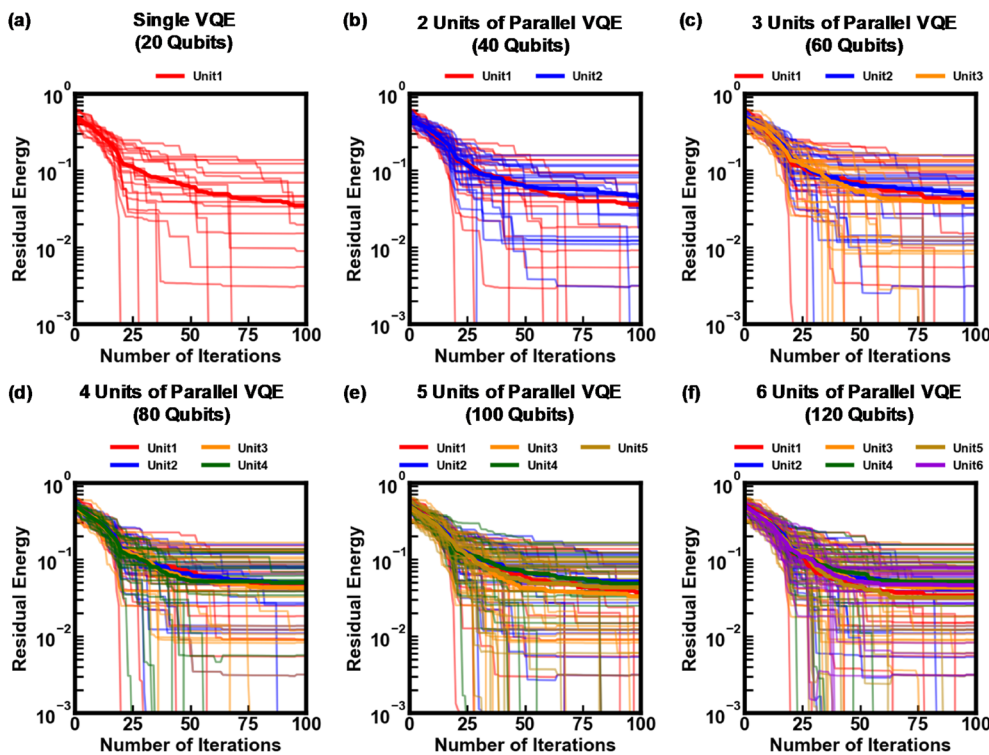 (a)
Single VQE
(20 Qubits)
Unit1
Residual Energy
10^0
10^-1
10^-2
10^-3
0 25 50 75 100
Number of Iterations
(b)
2 Units of Parallel VQE
(40 Qubits)
Unit1 Unit2
Residual Energy
10^0
10^-1
10^-2
10^-3
0 25 50 75 100
Number of Iterations
(c)
3 Units of Parallel VQE
(60 Qubits)
Unit1 Unit2 Unit3
Residual Energy
10^0
10^-1
10^-2
10^-3
0 25 50 75 100
Number of Iterations
(d)
4 Units of Parallel VQE
(80 Qubits)
Unit1 Unit3
Unit2 Unit4
Residual Energy
10^0
10^-1
10^-2
10^-3
0 25 50 75 100
Number of Iterations
(e)
5 Units of Parallel VQE
(100 Qubits)
Unit1 Unit3 Unit5
Unit2 Unit4
Residual Energy
10^0
10^-1
10^-2
10^-3
0 25 50 75 100
Number of Iterations
(f)
6 Units of Parallel VQE
(120 Qubits)
Unit1 Unit3 Unit5
Unit2 Unit4 Unit6
Residual Energy
10^0
10^-1
10^-2
10^-3
0 25 50 75 100
Number of Iterations